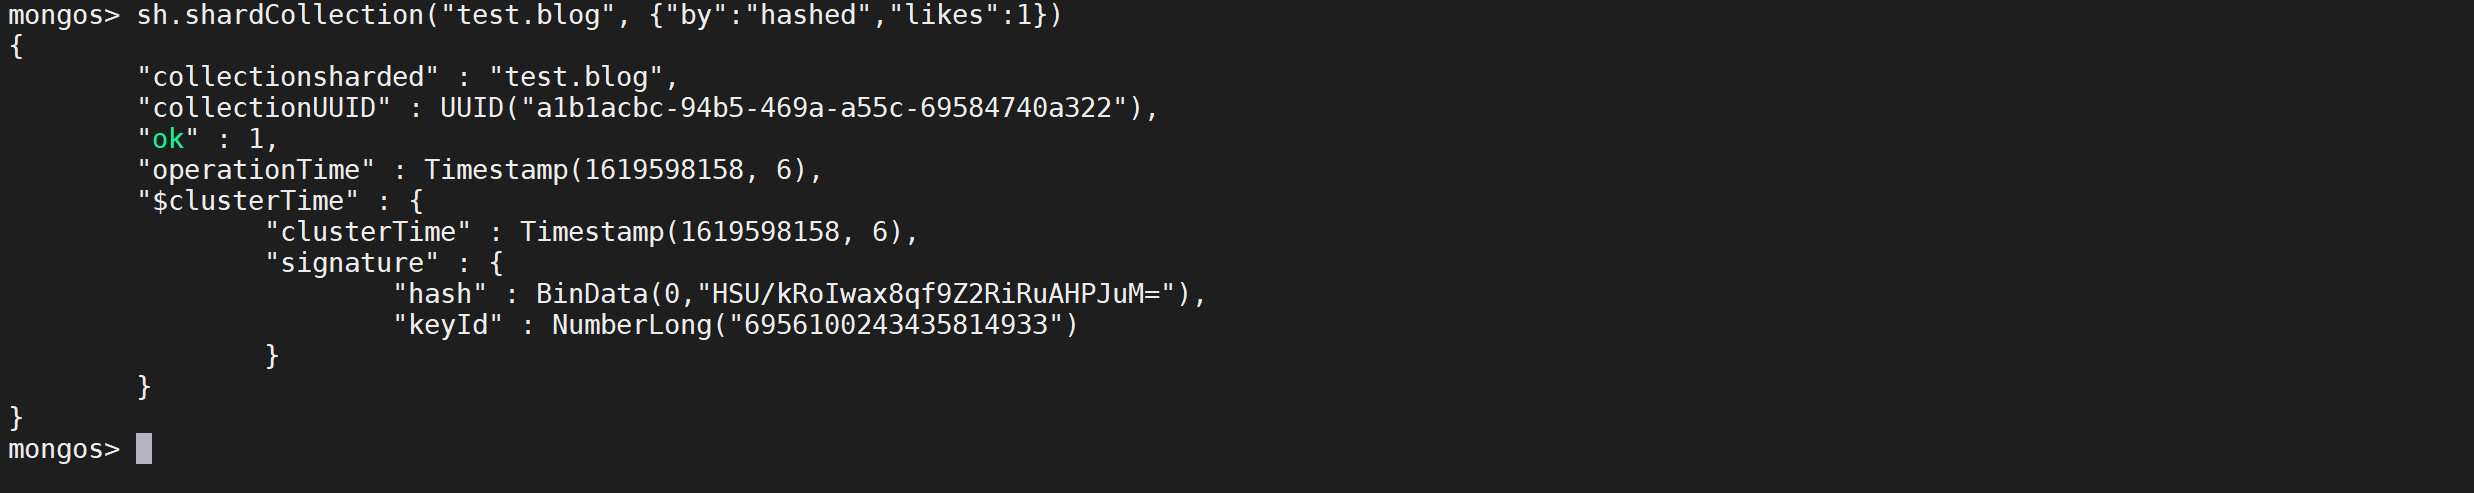 mongos> sh.shardCollection("test.blog", {"by":"hashed","likes":1})
{
        "collectionsharded" : "test.blog",
        "collectionUUID" : UUID("a1b1acbc-94b5-469a-a55c-69584740a322"),
        "ok" : 1,
        "operationTime" : Timestamp(1619598158, 6),
        "$clusterTime" : {
                "clusterTime" : Timestamp(1619598158, 6),
                "signature" : {
                        "hash" : BinData(0,"HSU/kRoIwax8qf9Z2RiRuAHPJuM="),
                        "keyId" : NumberLong("6956100243435814933")
                }
        }
}
mongos>